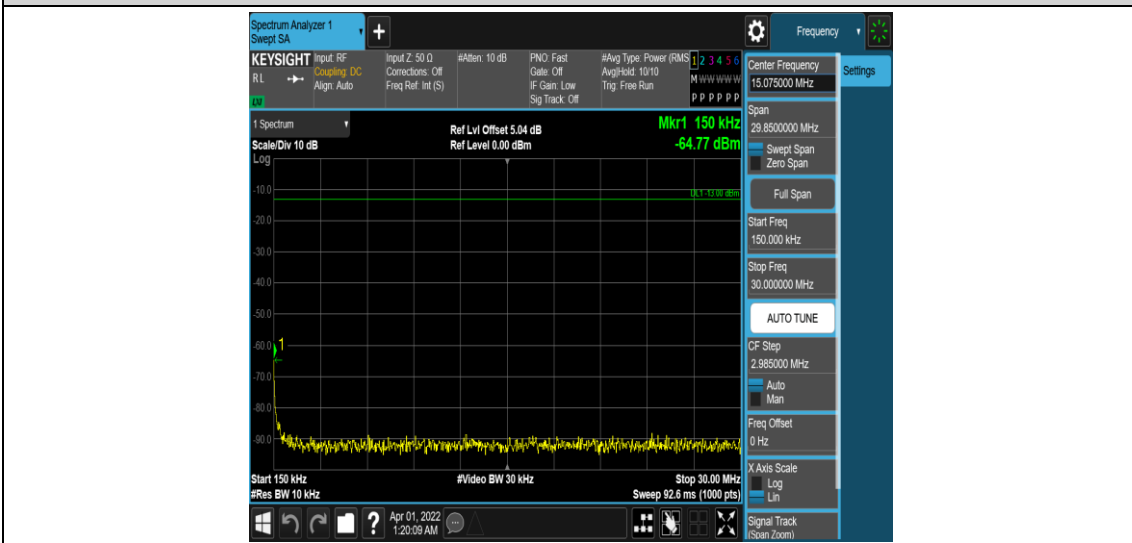 Spectrum Analyzer 1
Swept SA
+
Frequency
KEYSIGHT
RL
LXI
Input: RF
Coupling: DC
Align: Auto
Input Z: 50 Ω
Corrections: Off
Freq Ref: Int (S)
#Atten: 10 dB
PNO: Fast
Gate: Off
IF Gain: Low
Sig Track: Off
#Avg Type: Power (RMS
Avg|Hold: 10/10
Trig: Free Run
1 2 3 4 5 6
M W W W W W
P P P P P P
Center Frequency
15.075000 MHz
Settings
Span
29.8500000 MHz
Swept Span
Zero Span
Full Span
Start Freq
150.000 kHz
Stop Freq
30.000000 MHz
AUTO TUNE
CF Step
2.985000 MHz
Auto
Man
Freq Offset
0 Hz
X Axis Scale
Log
Lin
Signal Track
(Span Zoom)
1 Spectrum
Scale/Div 10 dB
Log
Ref Lvl Offset 5.04 dB
Ref Level 0.00 dBm
Mkr1 150 kHz
-64.77 dBm
DL1 -13.00 dBm
-10.0
-20.0
-30.0
-40.0
-50.0
-60.0
1
-70.0
-80.0
-90.0
Start 150 kHz
#Res BW 10 kHz
#Video BW 30 kHz
Stop 30.00 MHz
Sweep 92.6 ms (1000 pts)
?
Apr 01, 2022
1:20:09 AM